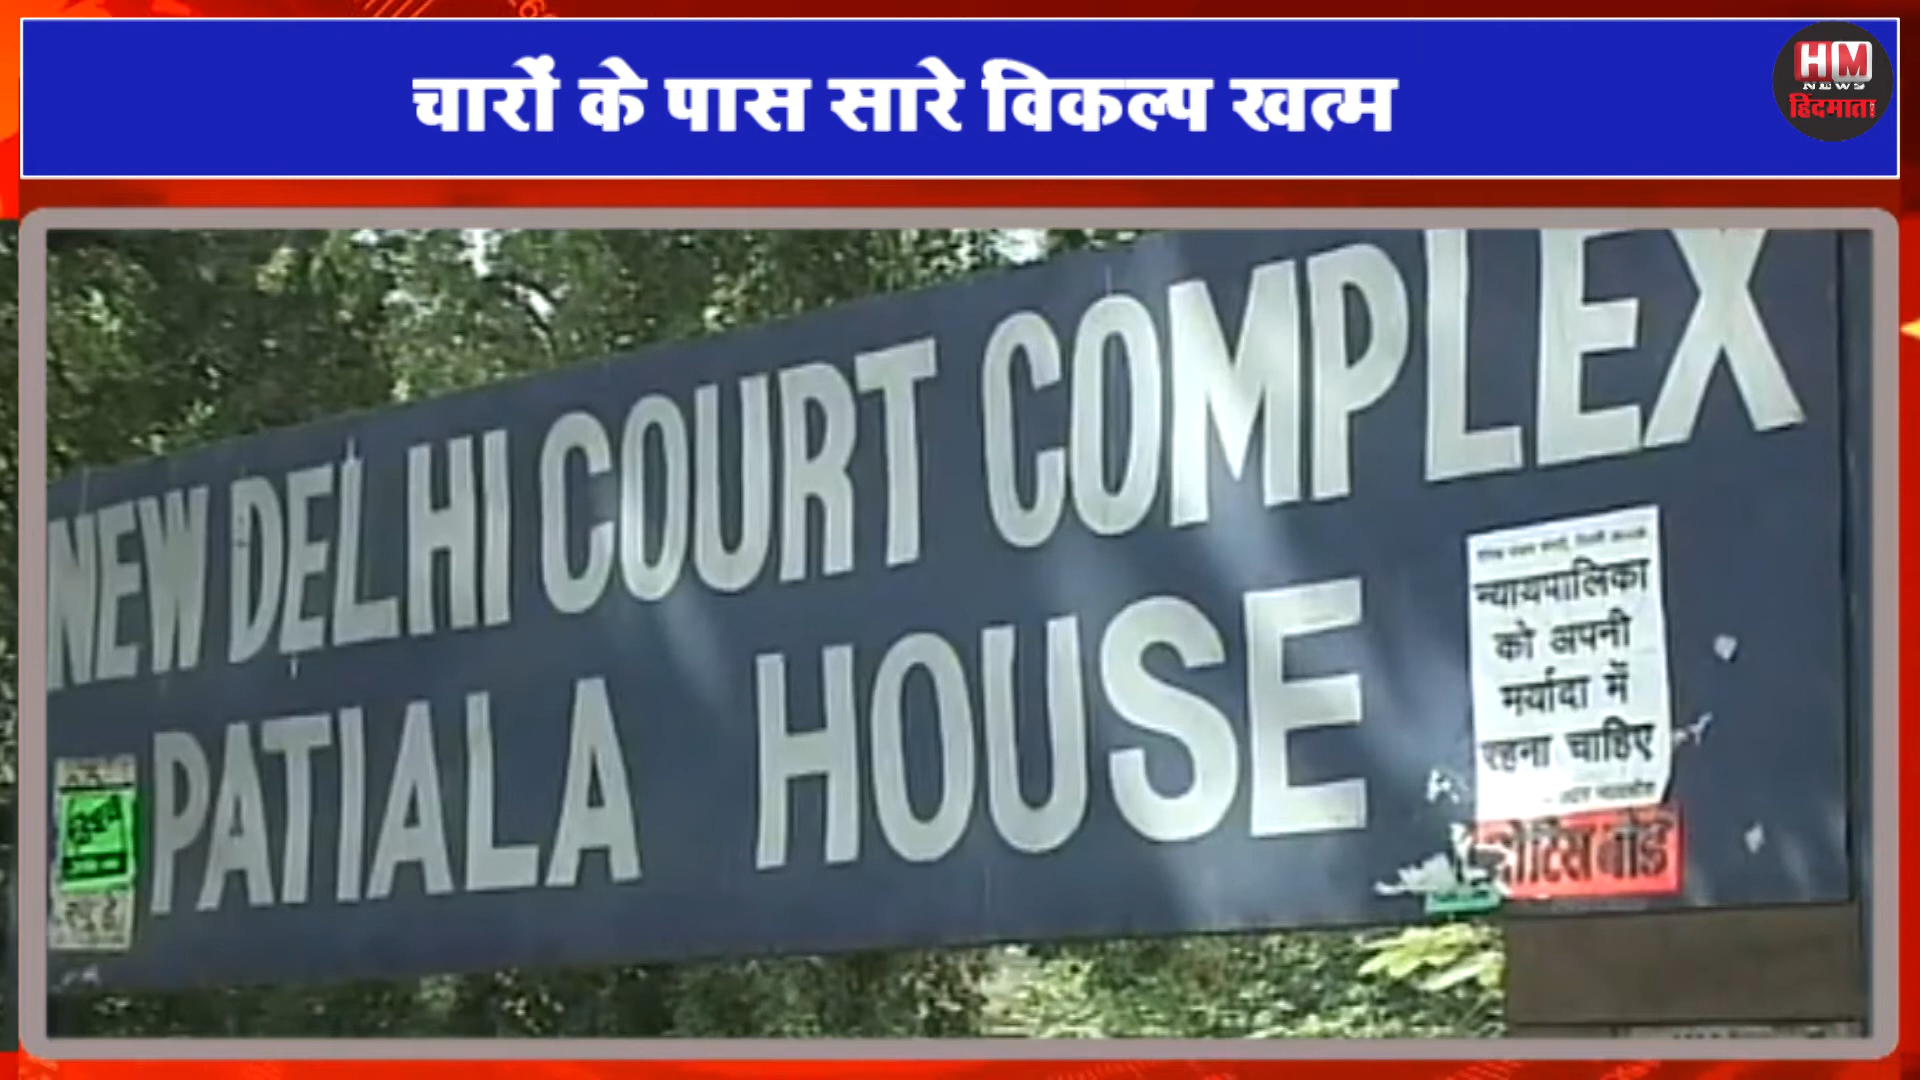 चारों के पास सारे विकल्प खत्म
HM
NEWS
हिंदमाता
NEW DELHI COURT COMPLEX
PATIALA HOUSE
न्यायपालिका
को अपनी
मर्यादा में
रहना चाहिए
नोटिस बोर्ड